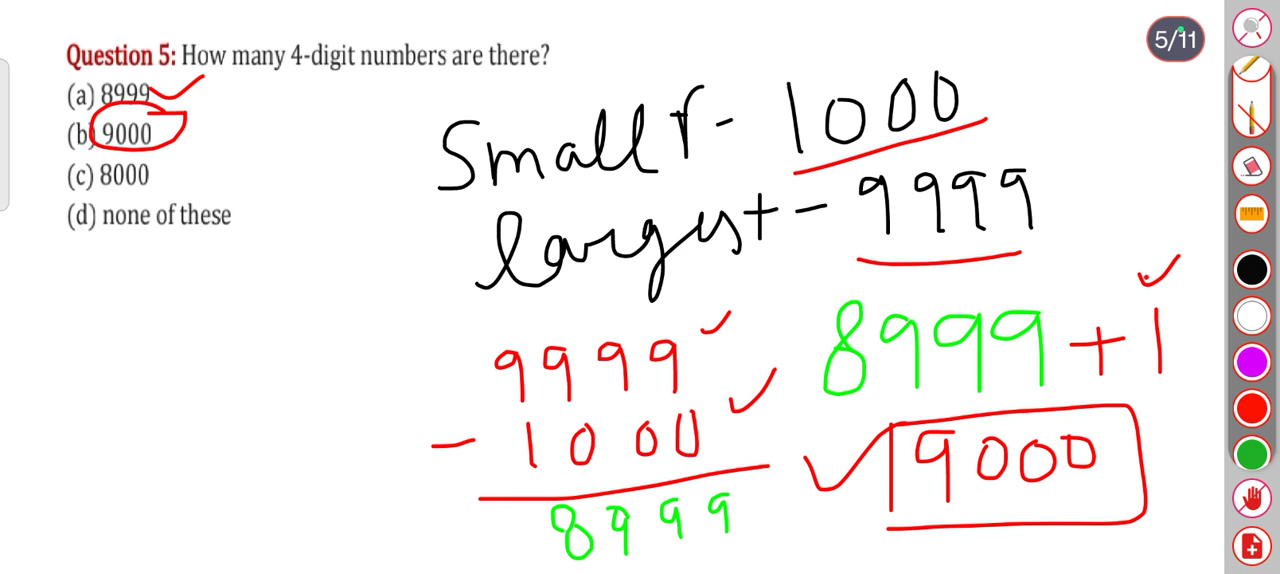 Question 5: How many 4-digit numbers are there?
(a) 8999
(b) 9000
(c) 8000
(d) none of these
5/11
Smallr- 1000
largest - 9999
9999
- 1000
8999
8999 + 1
9000